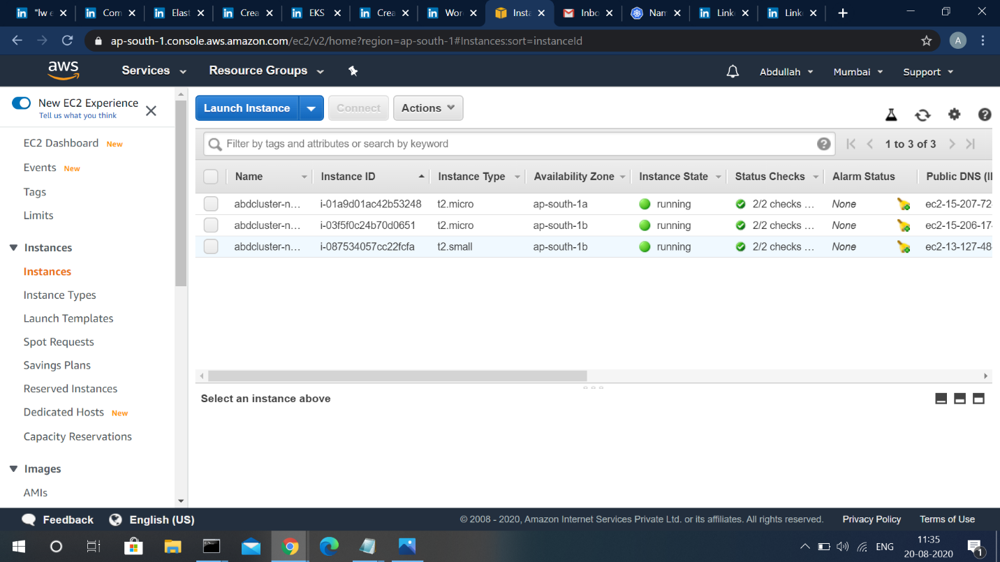 "lw e
Com
Elast
Crea
EKS
Crea
Wor
Insta
Inbo
Nam
Link
Link
ap-south-1.console.aws.amazon.com/ec2/v2/home?region=ap-south-1#Instances:sort=instanceId
A
aws
Services
Resource Groups
Abdullah
Mumbai
Support
New EC2 Experience
Tell us what you think
EC2 Dashboard New
Events New
Tags
Limits
Instances
Instances
Instance Types
Launch Templates
Spot Requests
Savings Plans
Reserved Instances
Dedicated Hosts New
Capacity Reservations
Images
AMIs
Launch Instance
Connect
Actions
Filter by tags and attributes or search by keyword
1 to 3 of 3
Name Instance ID Instance Type Availability Zone Instance State Status Checks Alarm Status Public DNS (I
abdcluster-n... i-01a9d01ac42b53248 t2.micro ap-south-1a running 2/2 checks ... None ec2-15-207-72-
abdcluster-n... i-03f5f0c24b70d0651 t2.micro ap-south-1b running 2/2 checks ... None ec2-15-206-17
abdcluster-n... i-087534057cc22fcfa t2.small ap-south-1b running 2/2 checks ... None ec2-13-127-48
Select an instance above
Feedback
English (US)
© 2008 - 2020, Amazon Internet Services Private Ltd. or its affiliates. All rights reserved.
Privacy Policy
Terms of Use
ENG
11:35
20-08-2020
1